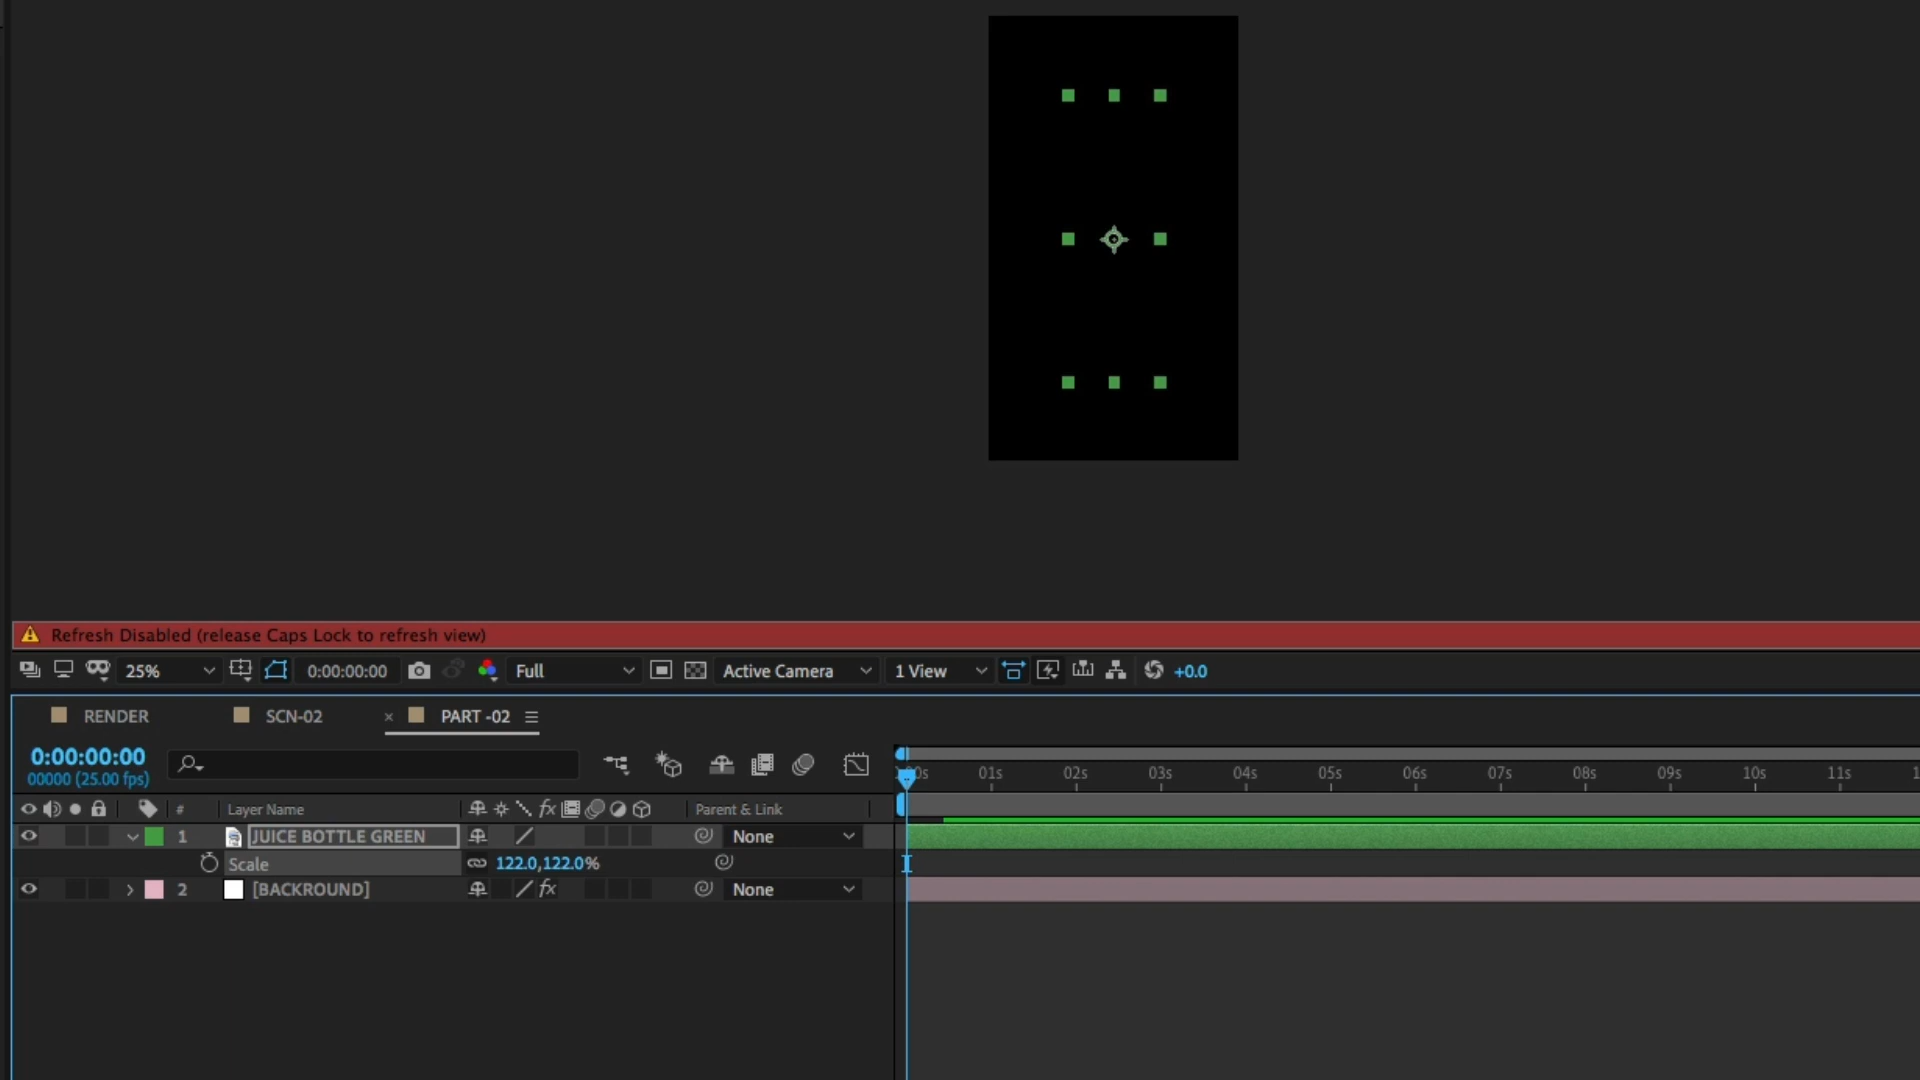 Refresh Disabled (release Caps Lock to refresh view)
25% 0:00:00:00 Full Active Camera 1 View +0.0
RENDER SCN-02 × PART -02
0:00:00:00
00000 (25.00 fps)
00s 01s 02s 03s 04s 05s 06s 07s 08s 09s 10s 11s
# Layer Name fx Parent & Link
1 JUICE BOTTLE GREEN None
Scale 122.0,122.0%
2 [BACKROUND] fx None